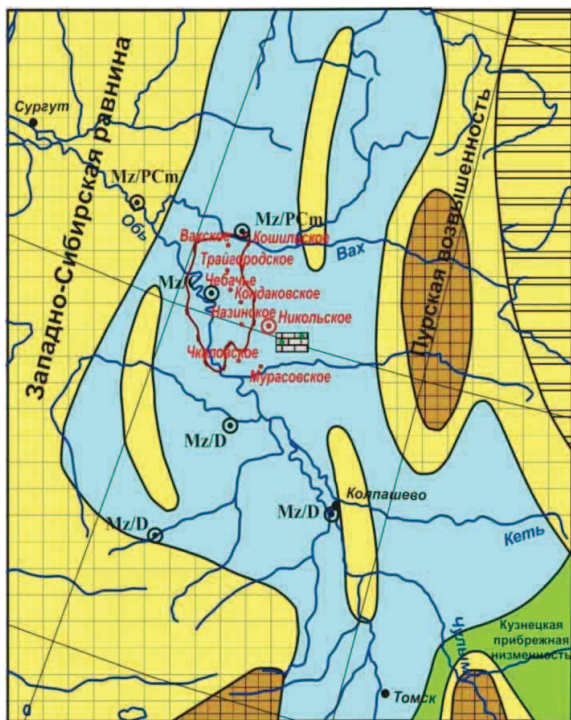 Сургут
Западно-Сибирская равнина
Mz/PCm
Обь
Mz/PCm
Вахское
Кошильское
Вах
Трайгородское
Чебачье
Mz/C
Кондаковское
Назинское
Никольское
Чкаловское
Мурасовское
Пурская возвышенность
Mz/D
Колпашево
Mz/D
Mz/D
Кеть
Чулым
Кузнецкая
прибрежная
низменность
Томск